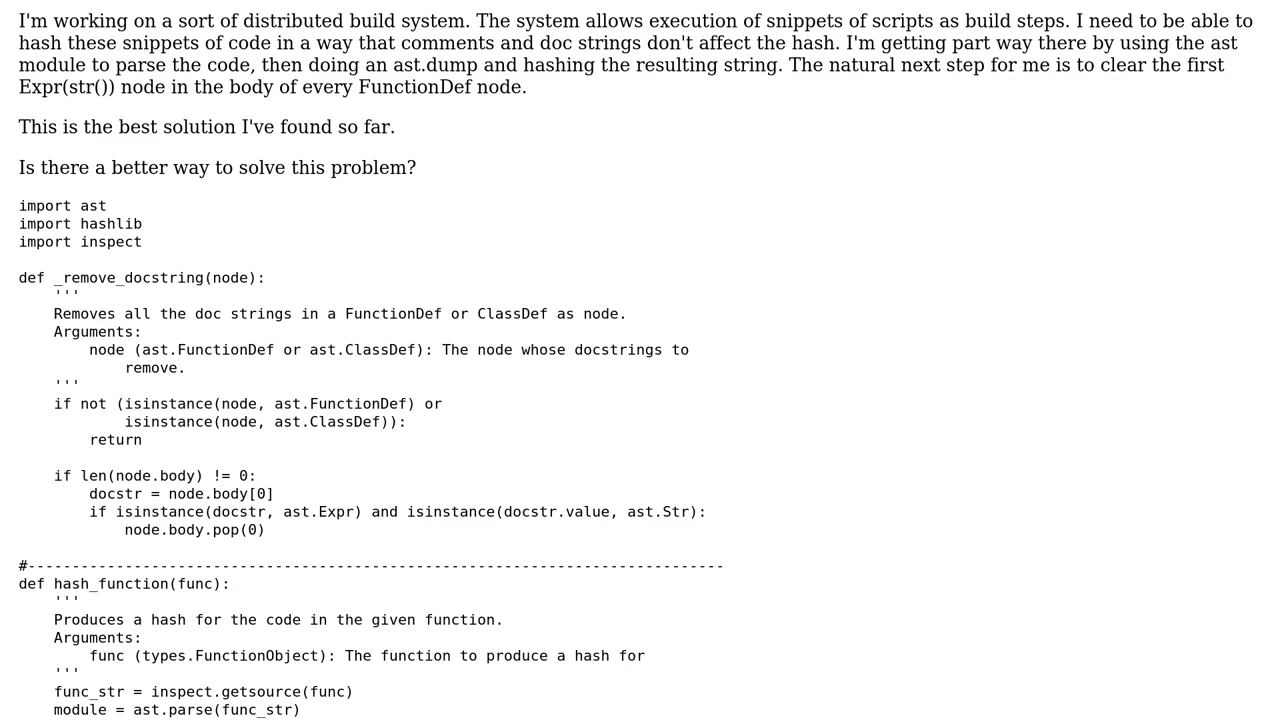 I'm working on a sort of distributed build system. The system allows execution of snippets of scripts as build steps. I need to be able to
hash these snippets of code in a way that comments and doc strings don't affect the hash. I'm getting part way there by using the ast
module to parse the code, then doing an ast.dump and hashing the resulting string. The natural next step for me is to clear the first
Expr(str()) node in the body of every FunctionDef node.
This is the best solution I've found so far.
Is there a better way to solve this problem?
import ast
import hashlib
import inspect
def _remove_docstring(node):
    '''
    Removes all the doc strings in a FunctionDef or ClassDef as node.
    Arguments:
        node (ast.FunctionDef or ast.ClassDef): The node whose docstrings to
            remove.
    '''
    if not (isinstance(node, ast.FunctionDef) or
            isinstance(node, ast.ClassDef)):
        return
    if len(node.body) != 0:
        docstr = node.body[0]
        if isinstance(docstr, ast.Expr) and isinstance(docstr.value, ast.Str):
            node.body.pop(0)
#-------------------------------------------------------------------------------
def hash_function(func):
    '''
    Produces a hash for the code in the given function.
    Arguments:
        func (types.FunctionObject): The function to produce a hash for
    '''
    func_str = inspect.getsource(func)
    module = ast.parse(func_str)